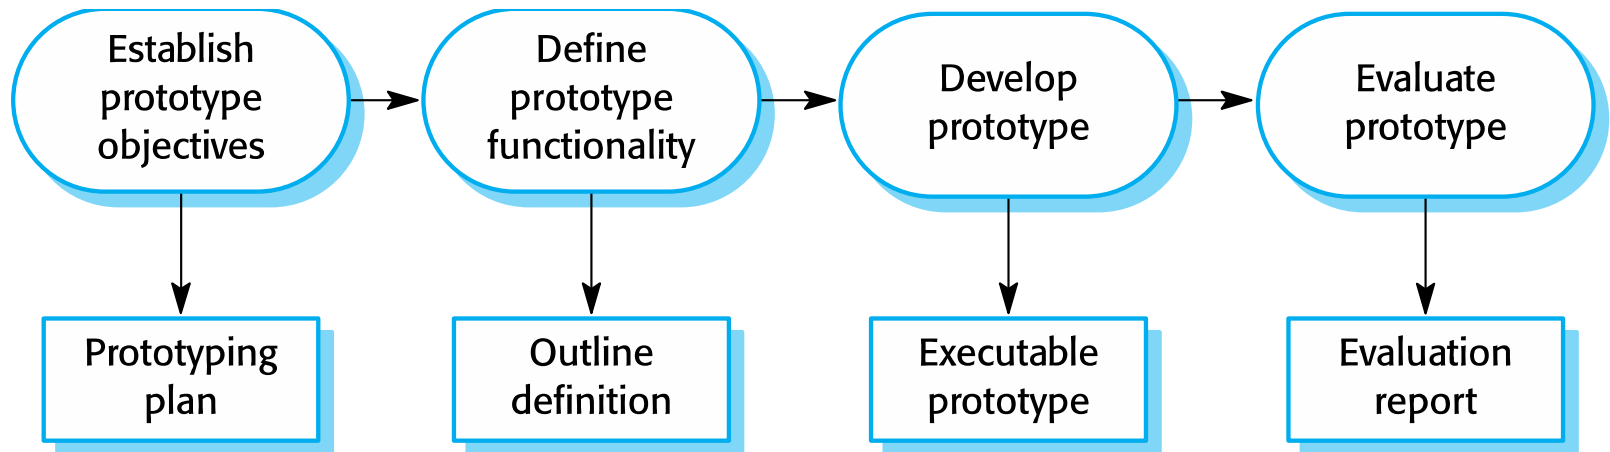 Establish
prototype
objectives
Define
prototype
functionality
Develop
prototype
Evaluate
prototype
Prototyping
plan
Outline
definition
Executable
prototype
Evaluation
report